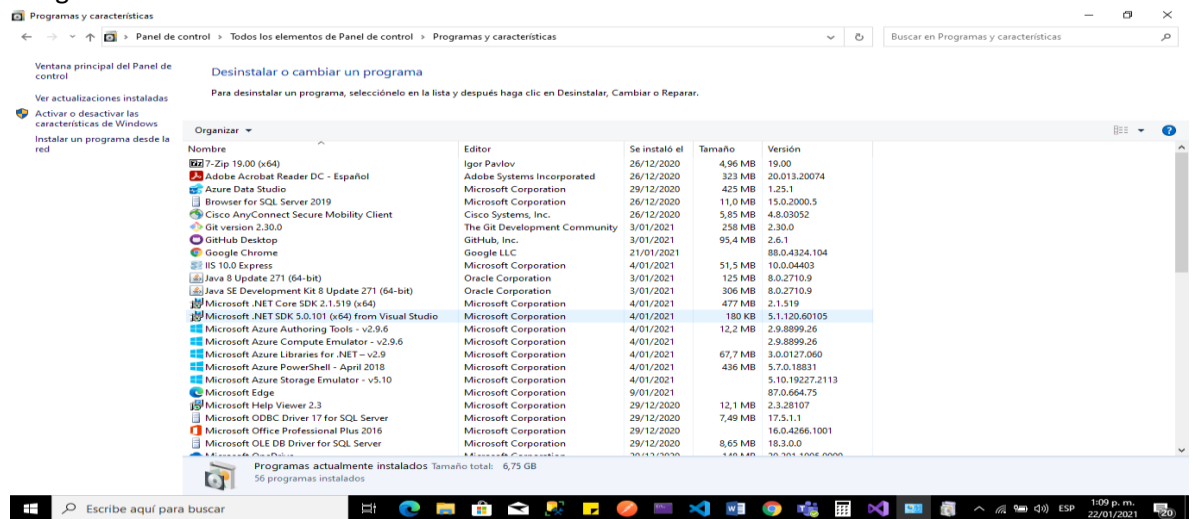 Programas y características
Panel de control > Todos los elementos de Panel de control > Programas y características
Buscar en Programas y características
Ventana principal del Panel de
control
Ver actualizaciones instaladas
Activar o desactivar las
características de Windows
Instalar un programa desde la
red
Desinstalar o cambiar un programa
Para desinstalar un programa, selecciónelo en la lista y después haga clic en Desinstalar, Cambiar o Reparar.
Organizar
Nombre Editor Se instaló el Tamaño Versión
7-Zip 19.00 (x64) Igor Pavlov 26/12/2020 4,96 MB 19.00
Adobe Acrobat Reader DC - Español Adobe Systems Incorporated 26/12/2020 323 MB 20.013.20074
Azure Data Studio Microsoft Corporation 29/12/2020 425 MB 1.25.1
Browser for SQL Server 2019 Microsoft Corporation 26/12/2020 11,0 MB 15.0.2000.5
Cisco AnyConnect Secure Mobility Client Cisco Systems, Inc. 26/12/2020 5,85 MB 4.8.03052
Git version 2.30.0 The Git Development Community 3/01/2021 258 MB 2.30.0
GitHub Desktop GitHub, Inc. 3/01/2021 95,4 MB 2.6.1
Google Chrome Google LLC 21/01/2021 88.0.4324.104
IIS 10.0 Express Microsoft Corporation 4/01/2021 51,5 MB 10.0.04403
Java 8 Update 271 (64-bit) Oracle Corporation 3/01/2021 125 MB 8.0.2710.9
Java SE Development Kit 8 Update 271 (64-bit) Oracle Corporation 3/01/2021 306 MB 8.0.2710.9
Microsoft .NET Core SDK 2.1.519 (x64) Microsoft Corporation 4/01/2021 477 MB 2.1.519
Microsoft .NET SDK 5.0.101 (x64) from Visual Studio Microsoft Corporation 4/01/2021 180 KB 5.1.120.60105
Microsoft Azure Authoring Tools - v2.9.6 Microsoft Corporation 4/01/2021 12,2 MB 2.9.8899.26
Microsoft Azure Compute Emulator - v2.9.6 Microsoft Corporation 4/01/2021 2.9.8899.26
Microsoft Azure Libraries for .NET – v2.9 Microsoft Corporation 4/01/2021 67,7 MB 3.0.0127.060
Microsoft Azure PowerShell - April 2018 Microsoft Corporation 4/01/2021 436 MB 5.7.0.18831
Microsoft Azure Storage Emulator - v5.10 Microsoft Corporation 4/01/2021 5.10.19227.2113
Microsoft Edge Microsoft Corporation 9/01/2021 87.0.664.75
Microsoft Help Viewer 2.3 Microsoft Corporation 29/12/2020 12,1 MB 2.3.28107
Microsoft ODBC Driver 17 for SQL Server Microsoft Corporation 29/12/2020 7,49 MB 17.5.1.1
Microsoft Office Professional Plus 2016 Microsoft Corporation 29/12/2020 16.0.4266.1001
Microsoft OLE DB Driver for SQL Server Microsoft Corporation 29/12/2020 8,65 MB 18.3.0.0
Programas actualmente instalados Tamaño total: 6,75 GB
56 programas instalados
Escribe aquí para buscar
ESP
1:09 p. m.
22/01/2021
20